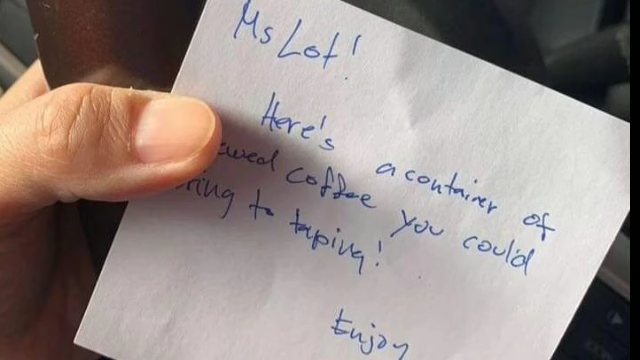 Ms Lot!
Here's a container of
coffee you could
to taping!
Enjoy